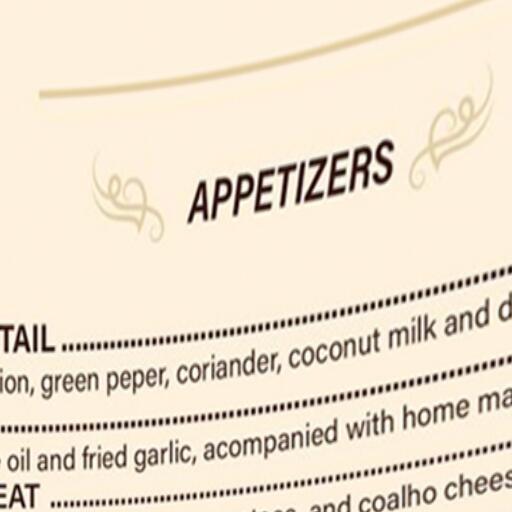 APPETIZERS
TAIL
ion, green peper, coriander, coconut milk and d
oil and fried garlic, acompanied with home ma
EAT
and coalho chees